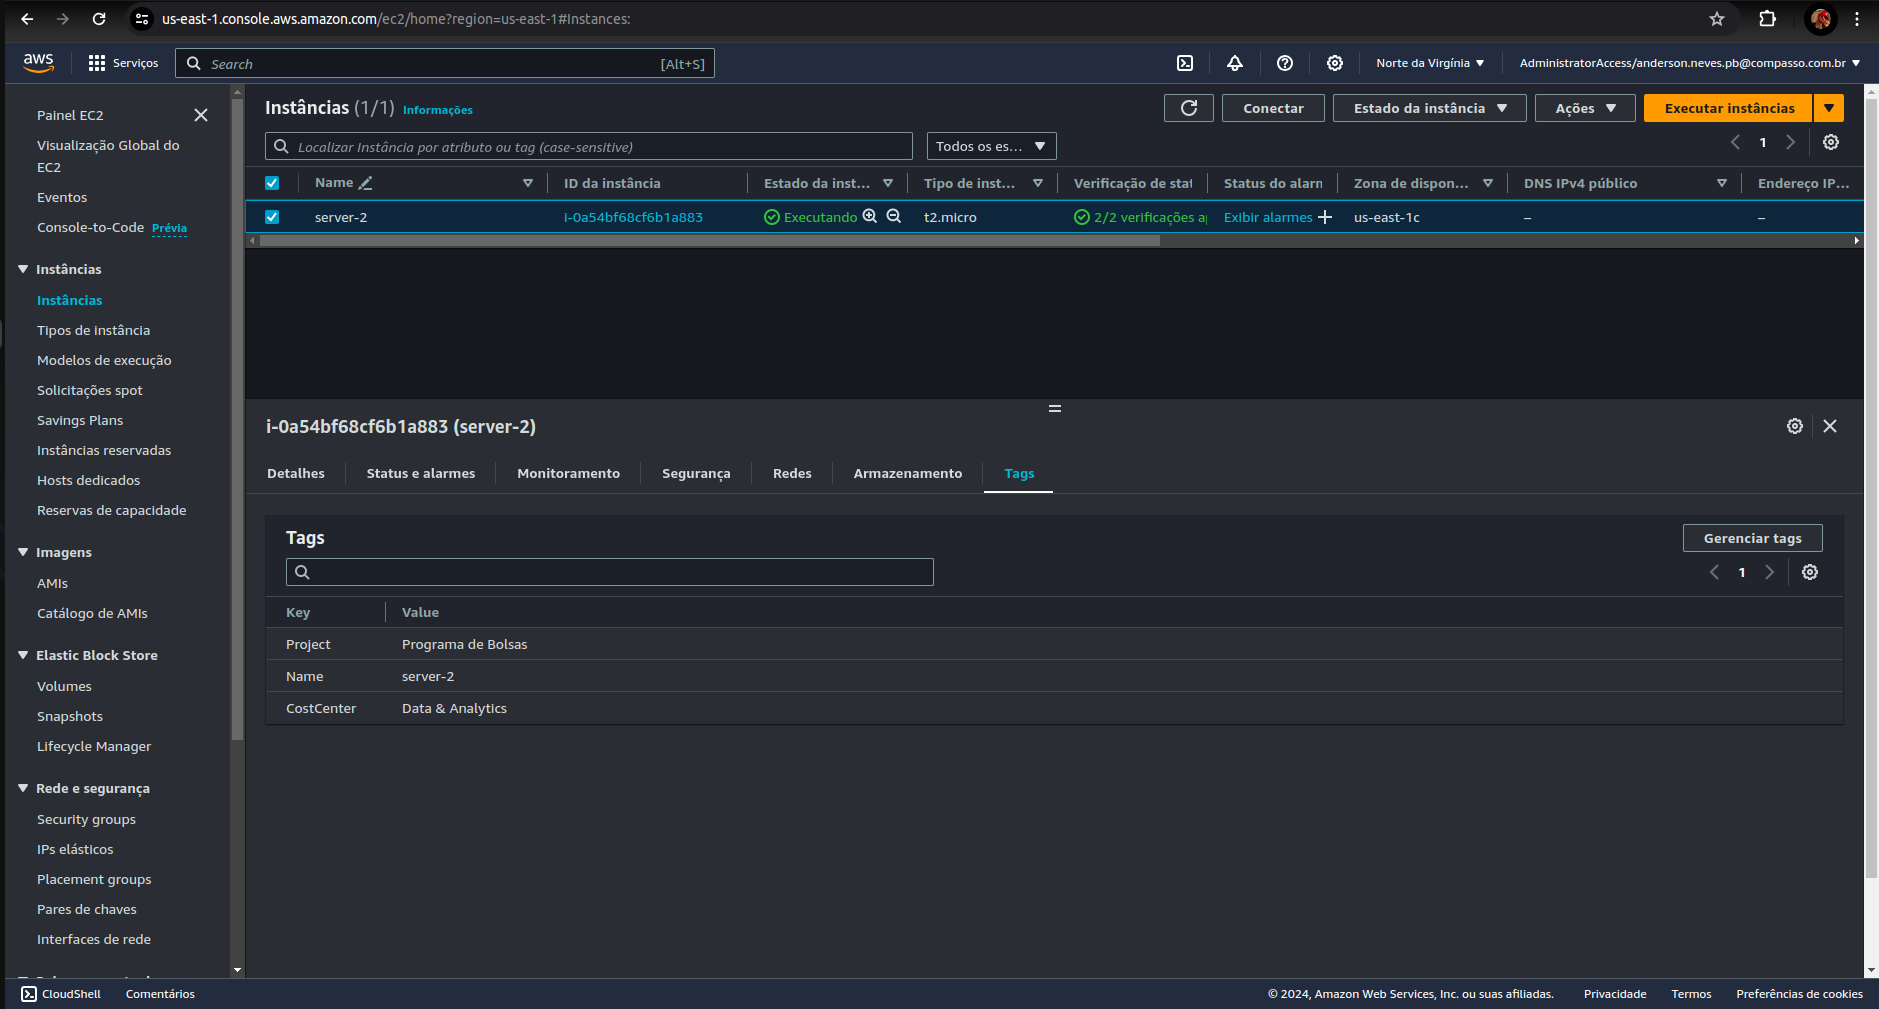 us-east-1.console.aws.amazon.com/ec2/home?region=us-east-1#Instances:
aws
Serviços
Search
[Alt+S]
Norte da Virgínia
AdministratorAccess/anderson.neves.pb@compasso.com.br
Painel EC2
Visualização Global do
EC2
Eventos
Console-to-Code Prévia
Instâncias
Instâncias
Tipos de instância
Modelos de execução
Solicitações spot
Savings Plans
Instâncias reservadas
Hosts dedicados
Reservas de capacidade
Imagens
AMIs
Catálogo de AMIs
Elastic Block Store
Volumes
Snapshots
Lifecycle Manager
Rede e segurança
Security groups
IPs elásticos
Placement groups
Pares de chaves
Interfaces de rede
Instâncias (1/1) Informações
Conectar
Estado da instância
Ações
Executar instâncias
Localizar Instância por atributo ou tag (case-sensitive)
Todos os es...
1
Name
ID da instância
Estado da inst...
Tipo de inst...
Verificação de stat
Status do alarm
Zona de dispon...
DNS IPv4 público
Endereço IP...
server-2
i-0a54bf68cf6b1a883
Executando
t2.micro
2/2 verificações a
Exibir alarmes
us-east-1c
–
–
i-0a54bf68cf6b1a883 (server-2)
Detalhes
Status e alarmes
Monitoramento
Segurança
Redes
Armazenamento
Tags
Tags
Gerenciar tags
1
Key Value
Project Programa de Bolsas
Name server-2
CostCenter Data & Analytics
CloudShell
Comentários
© 2024, Amazon Web Services, Inc. ou suas afiliadas.
Privacidade
Termos
Preferências de cookies